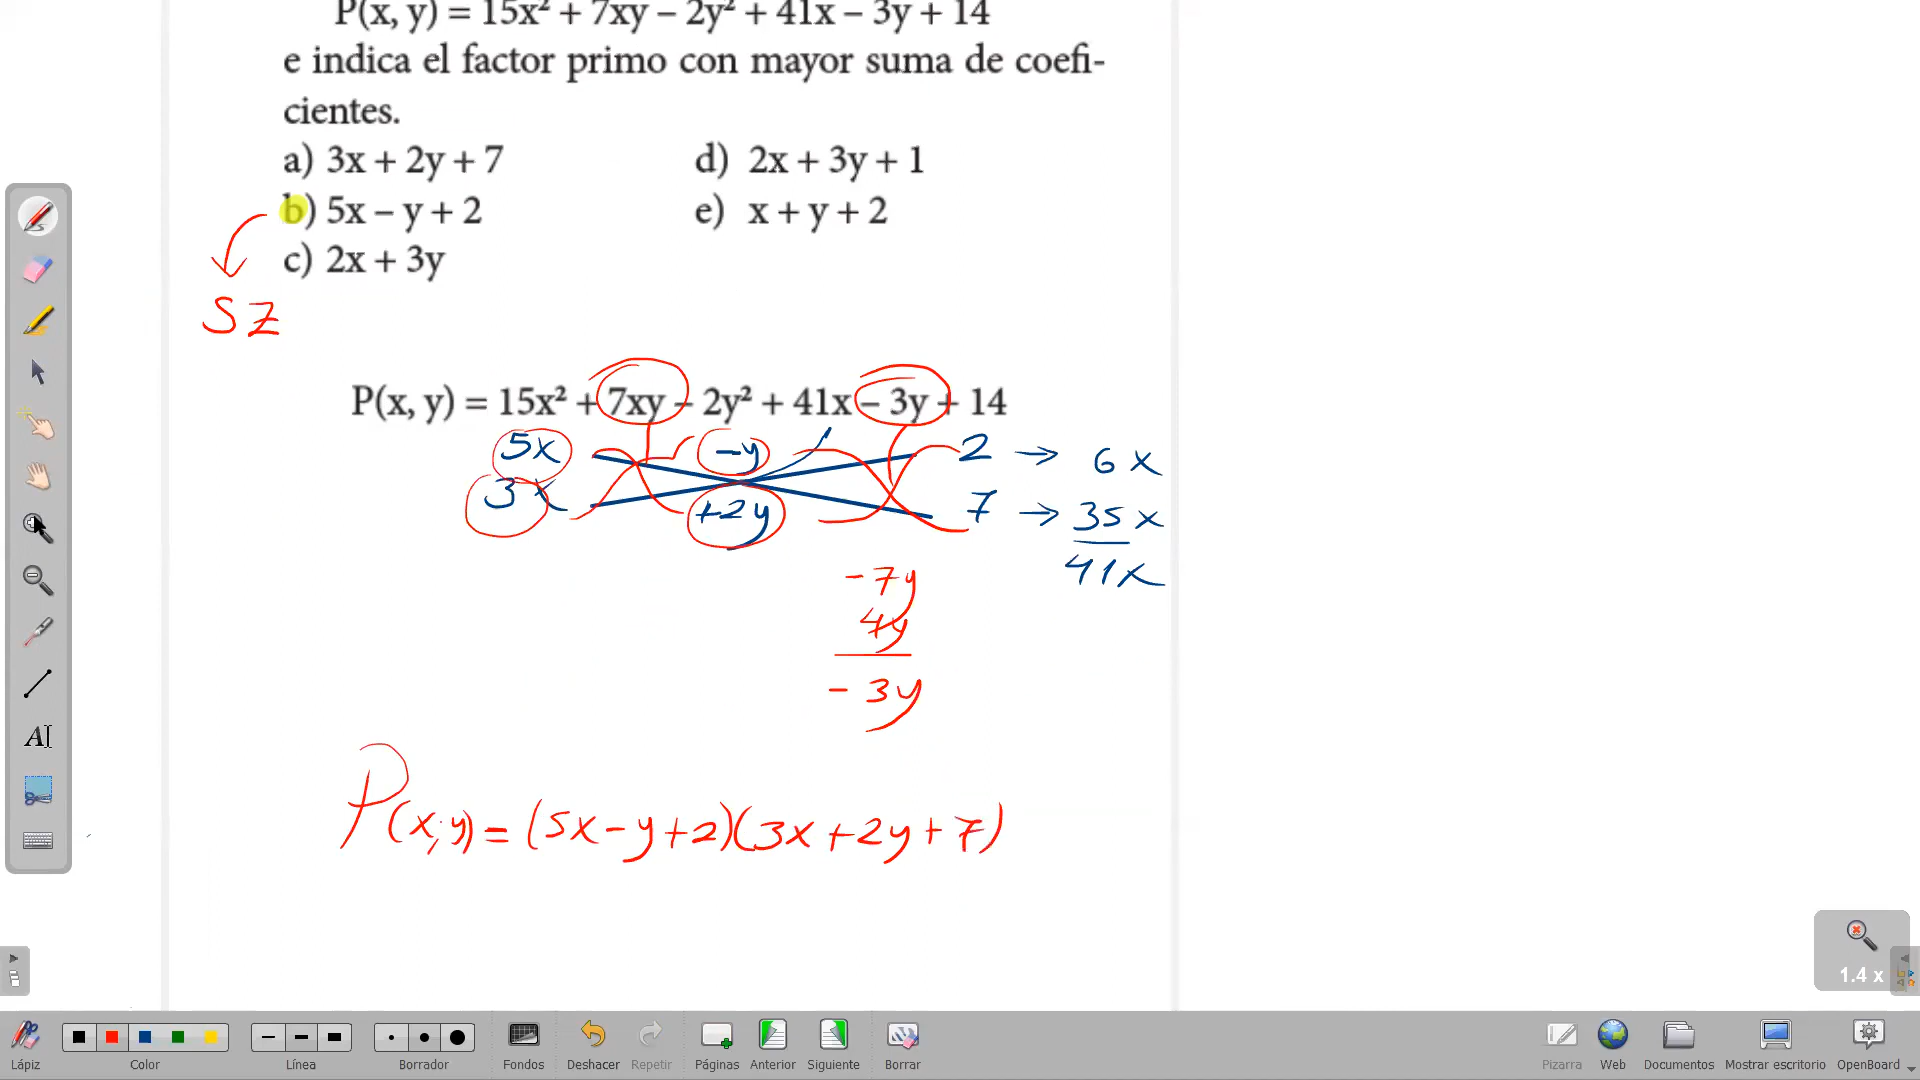 P(x, y) = 15x² + 7xy – 2y² + 41x – 3y + 14
e indica el factor primo con mayor suma de coefi-
cientes.
a) 3x + 2y + 7
d) 2x + 3y + 1
b) 5x – y + 2
e) x + y + 2
c) 2x + 3y
SZ
P(x, y) = 15x² + 7xy – 2y² + 41x – 3y + 14
5x -y 2 → 6x
3x +2y 7 → 35x
41x
-7y
4y
-3y
P(x;y) = (5x-y+2)(3x+2y+7)
1.4 x
Lápiz Color Línea Borrador Fondos Deshacer Repetir Páginas Anterior Siguiente Borrar Pizarra Web Documentos Mostrar escritorio OpenBoard